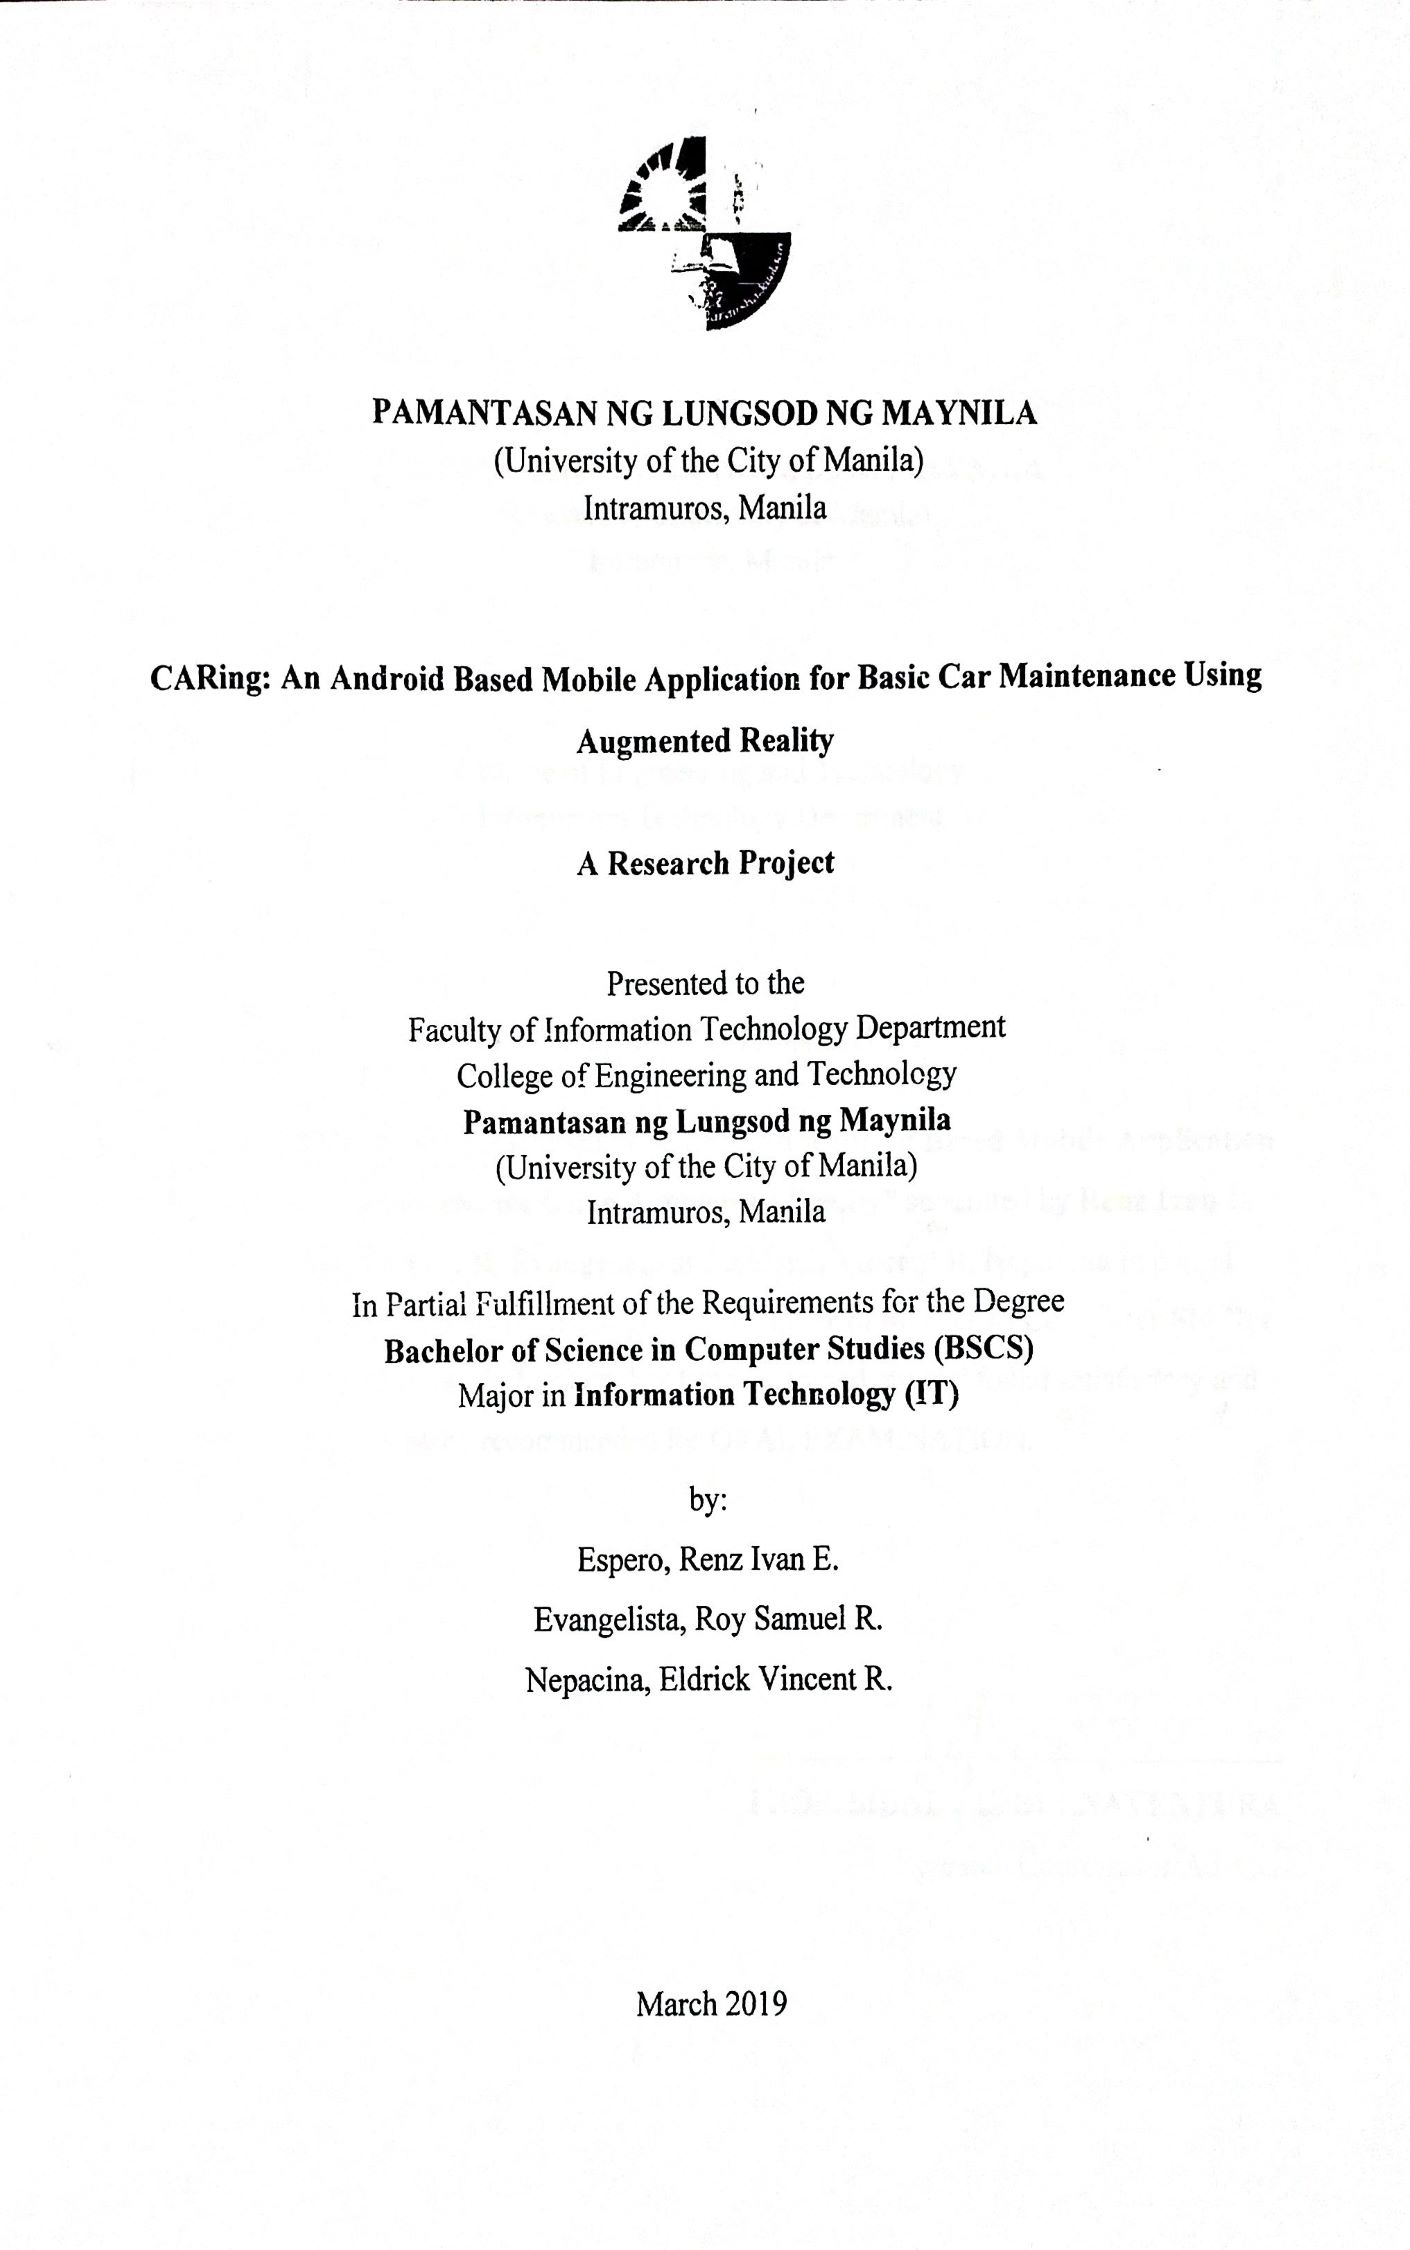 PAMANTASAN NG LUNGSOD NG MAYNILA
(University of the City of Manila)
Intramuros, Manila
CARing: An Android Based Mobile Application for Basic Car Maintenance Using
Augmented Reality
A Research Project
Presented to the
Faculty of Information Technology Department
College of Engineering and Technology
Pamantasan ng Lungsod ng Maynila
(University of the City of Manila)
Intramuros, Manila
In Partial Fulfillment of the Requirements for the Degree
Bachelor of Science in Computer Studies (BSCS)
Major in Information Technology (IT)
by:
Espero, Renz Ivan E.
Evangelista, Roy Samuel R.
Nepacina, Eldrick Vincent R.
March 2019